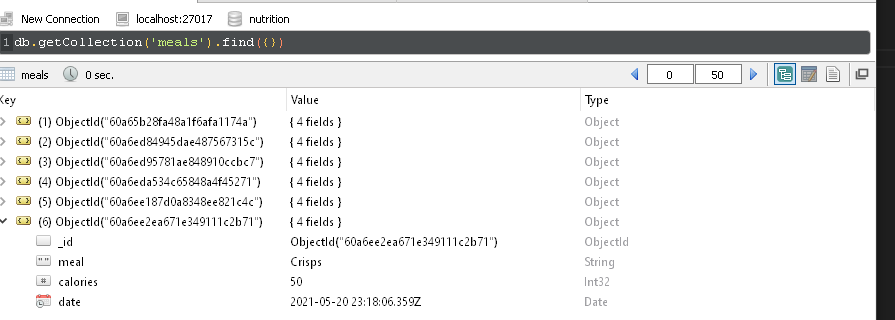 New Connection localhost:27017 nutrition
1 db.getCollection('meals').find({})
meals 0 sec. 0 50
Key Value Type
(1) ObjectId("60a65b28fa48a1f6afa1174a") { 4 fields } Object
(2) ObjectId("60a6ed84945dae487567315c") { 4 fields } Object
(3) ObjectId("60a6ed95781ae848910ccbc7") { 4 fields } Object
(4) ObjectId("60a6eda534c65848a4f45271") { 4 fields } Object
(5) ObjectId("60a6ee187d0a8348ee821c4c") { 4 fields } Object
(6) ObjectId("60a6ee2ea671e349111c2b71") { 4 fields } Object
_id ObjectId("60a6ee2ea671e349111c2b71") ObjectId
meal Crisps String
calories 50 Int32
date 2021-05-20 23:18:06.359Z Date